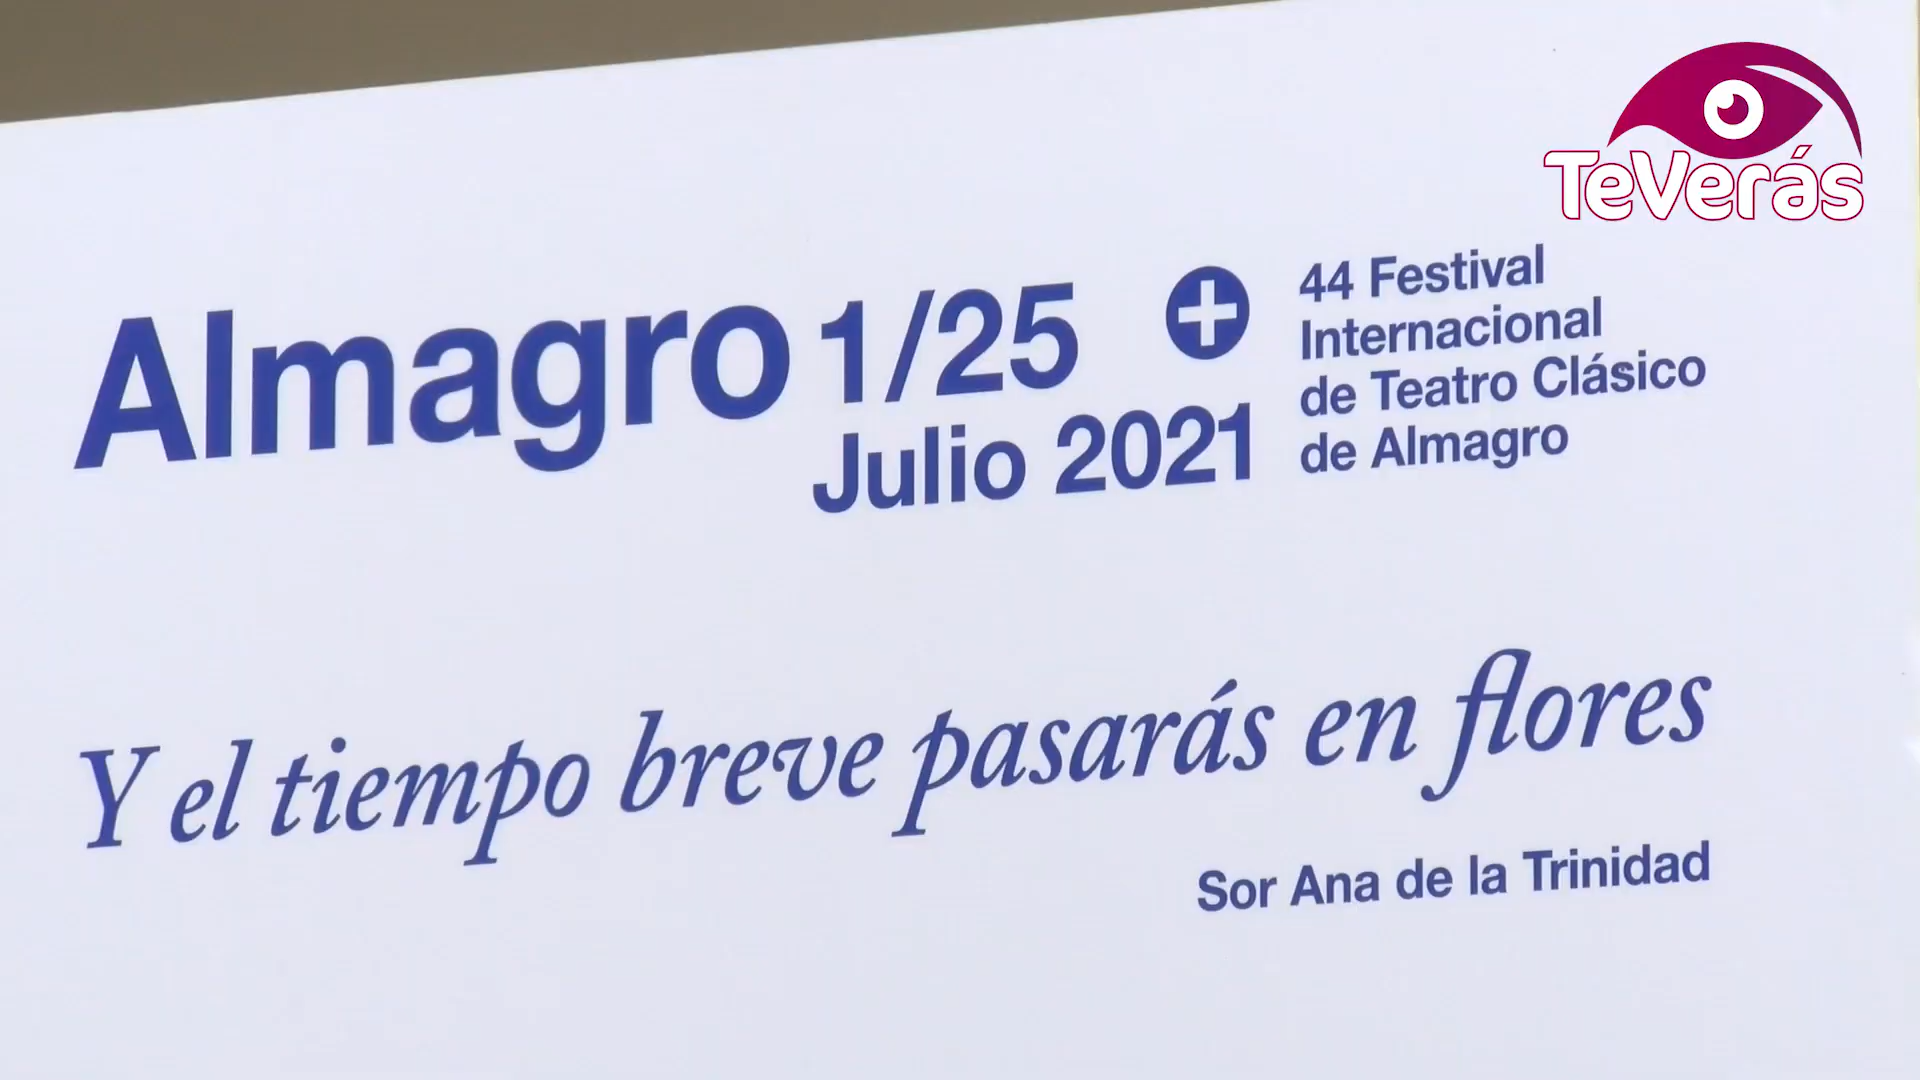 TeVerás
Almagro 1/25
Julio 2021
44 Festival
Internacional
de Teatro Clásico
de Almagro
Y el tiempo breve pasarás en flores
Sor Ana de la Trinidad